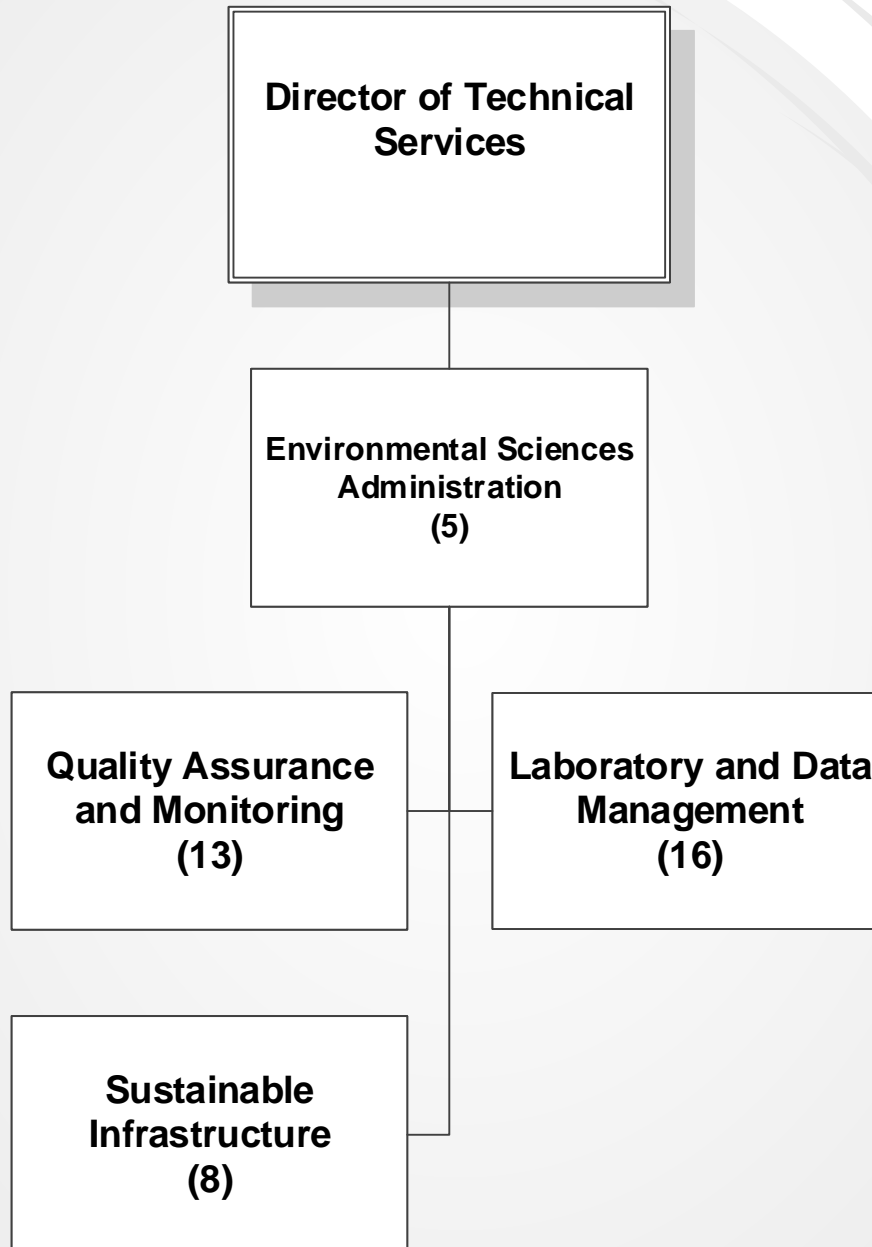 Director of Technical
Services
Environmental Sciences
Administration
(5)
Quality Assurance
and Monitoring
(13)
Laboratory and Data
Management
(16)
Sustainable
Infrastructure
(8)